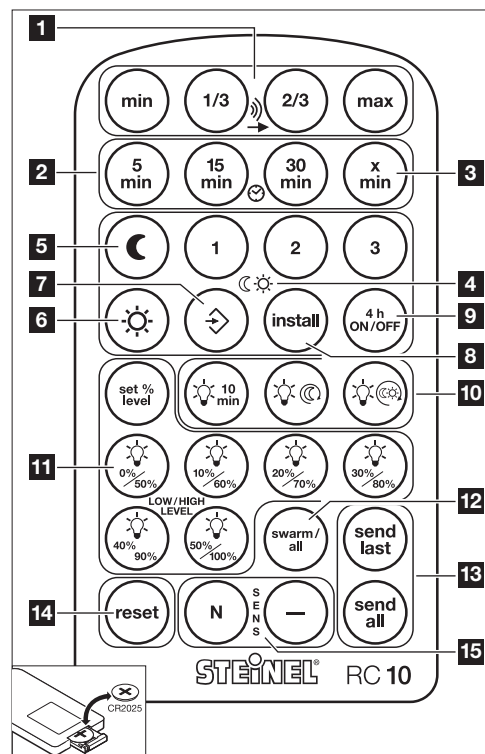 1
min 1/3 2/3 max
2
5 min 15 min 30 min x min
3
5
1 2 3
7
4
6
install
4 h ON/OFF
9
8
set % level
10 min
10
11
0%/50% 10%/60% 20%/70% 30%/80%
LOW/HIGH LEVEL
12
40% 90% 50%/100%
swarm/all
send last
13
14
reset
N
SENS
–
send all
15
STEINEL® RC 10
CR2025